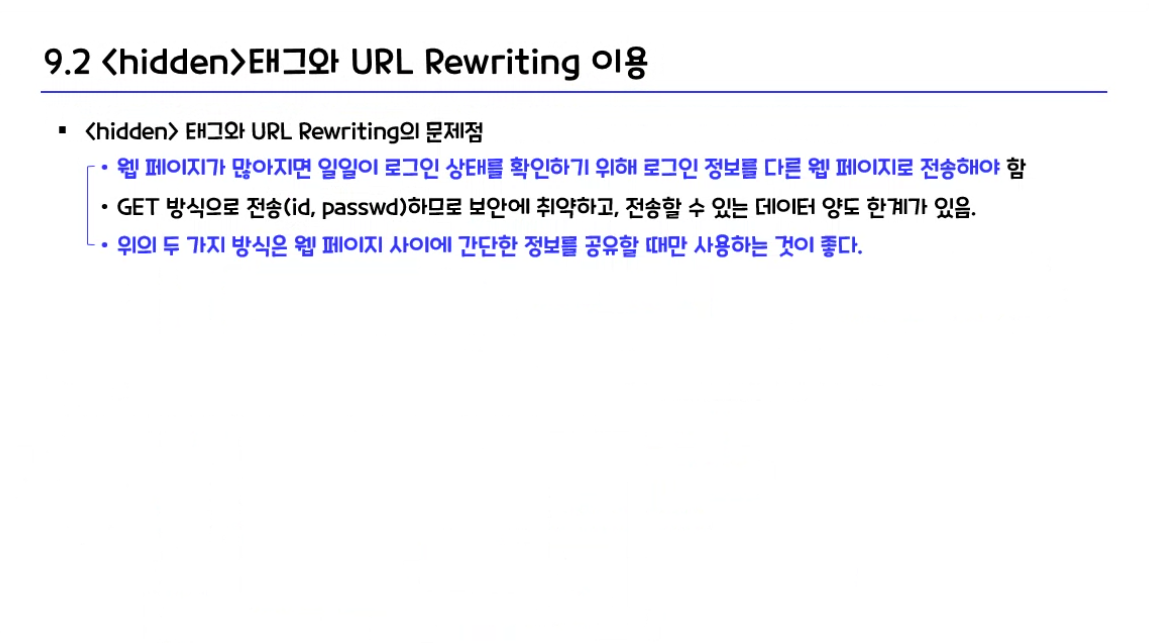 9.2 <hidden>태그와 URL Rewriting 이용
▪ <hidden> 태그와 URL Rewriting의 문제점
• 웹 페이지가 많아지면 일일이 로그인 상태를 확인하기 위해 로그인 정보를 다른 웹 페이지로 전송해야 함
• GET 방식으로 전송(id, passwd)하므로 보안에 취약하고, 전송할 수 있는 데이터 양도 한계가 있음.
• 위의 두 가지 방식은 웹 페이지 사이에 간단한 정보를 공유할 때만 사용하는 것이 좋다.